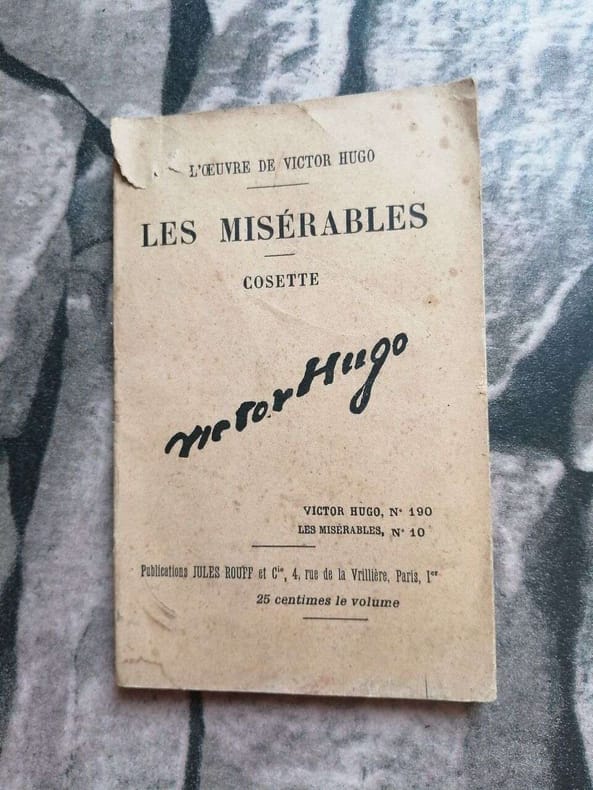 L'ŒUVRE DE VICTOR HUGO
LES MISÉRABLES
COSETTE
Victor Hugo
VICTOR HUGO, N° 190
LES MISÉRABLES, N° 10
Publications JULES ROUFF et Cie, 4, rue de la Vrillière, Paris, 1er
25 centimes le volume